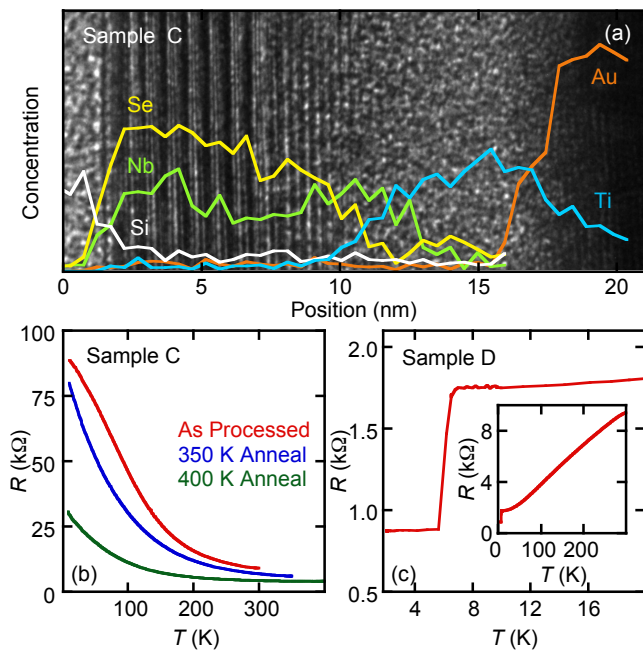 Sample C
(a)
Au
Se
Nb
Si
Ti
Concentration
0 5 10 15 20
Position (nm)
100
75
50
25
0
R (kΩ)
Sample C
As Processed
350 K Anneal
400 K Anneal
(b)
100 200 300
T (K)
2.0
1.5
1.0
0.5
R (kΩ)
Sample D
8
4
0
R (kΩ)
0 100 200
T (K)
(c)
4 8 12 16
T (K)